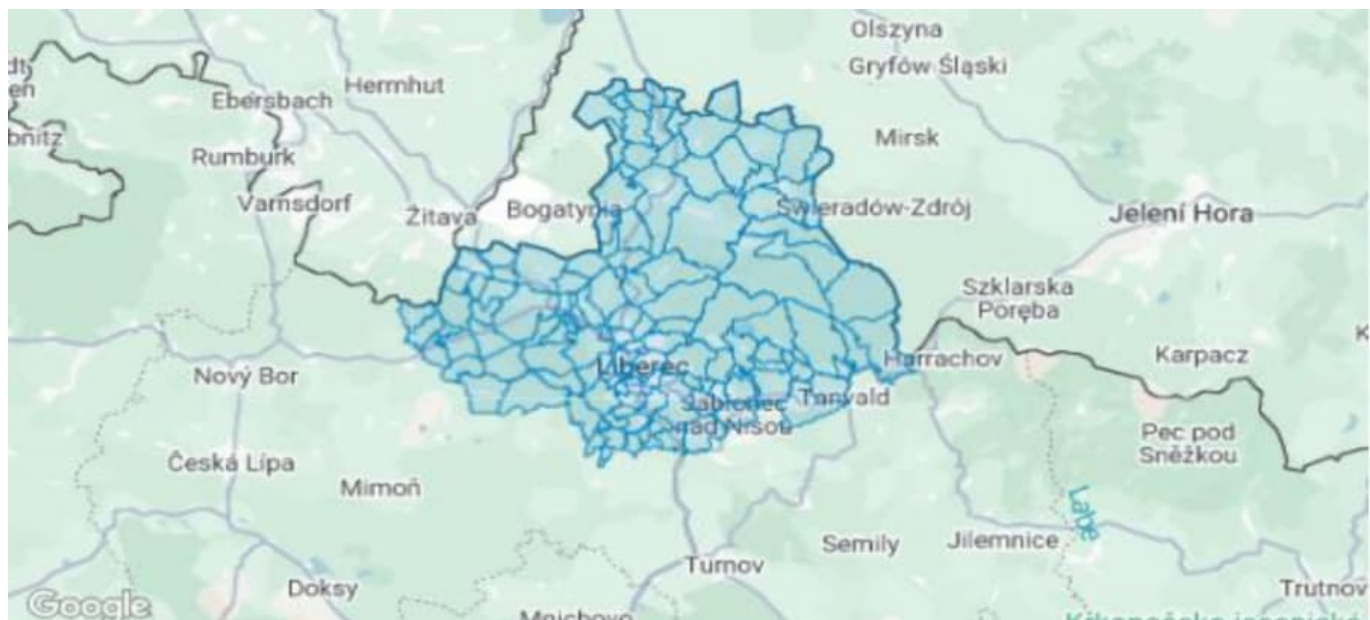 Olszyna
Gryfów Śląski
Herrnhut
Ebersbach
Mirsk
Rumburk
Varnsdorf
Žitava
Bogatynia
Świeradów-Zdrój
Jelení Hora
Szklarska
Poręba
Harrachov
Karpacz
Liberec
Nový Bor
Tanvald
Jablonec
nad Nisou
Pec pod
Sněžkou
Česká Lípa
Mimoň
Labe
Semily
Jilemnice
Turnov
Doksy
Trutnov
Google